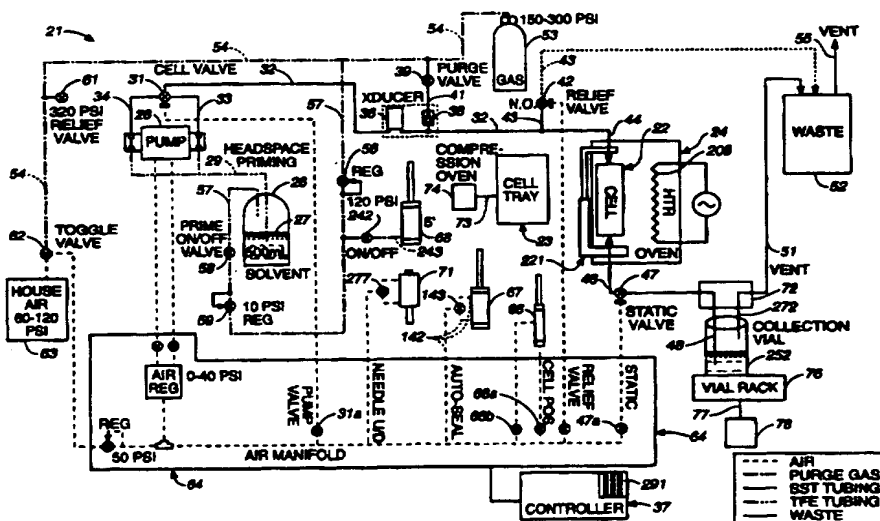 21
54
CELL VALVE
32
61
31
34
33
320 PSI
RELIEF
VALVE
26
PUMP
HEADSPACE
PRIMING
29
57
28
27
PRIME
ON/OFF
VALVE
58
500mL
SOLVENT
59
10 PSI
REG
54
62
TOGGLE
VALVE
HOUSE
AIR
60-120
PSI
63
54
150-300 PSI
53
GAS
39
PURGE
VALVE
41
XDUCER
36
38
57
56
REG
120 PSI
242
ON/OFF
243
68
COMPRESSION
OVEN
74
73
CELL
TRAY
23
43
42
N.O.
RELIEF
VALVE
43
32
44
22
24
208
CELL
HTR
OVEN
221
46
47
STATIC
VALVE
VENT
55
WASTE
52
51
VENT
72
272
COLLECTION
VIAL
48
252
VIAL RACK
76
77
78
277
71
143
142
67
AIR
REG
0-40 PSI
REG
50 PSI
64
AIR MANIFOLD
PUMP
VALVE
31a
NEEDLE U/D
AUTO-SEAL
66b
66a
CELL POS
RELIEF
VALVE
47a
STATIC
64
291
CONTROLLER
37
AIR
PURGE GAS
SST TUBING
TFE TUBING
WASTE